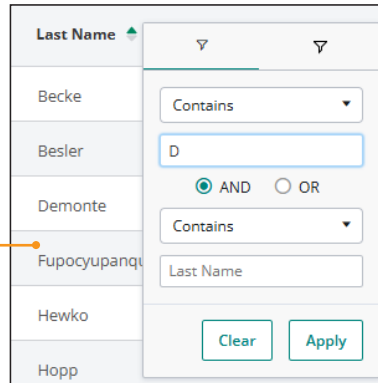 Last Name
Becke
Besler
Demonte
Fupocyupanqu
Hewko
Hopp
Contains
D
AND OR
Contains
Last Name
Clear Apply